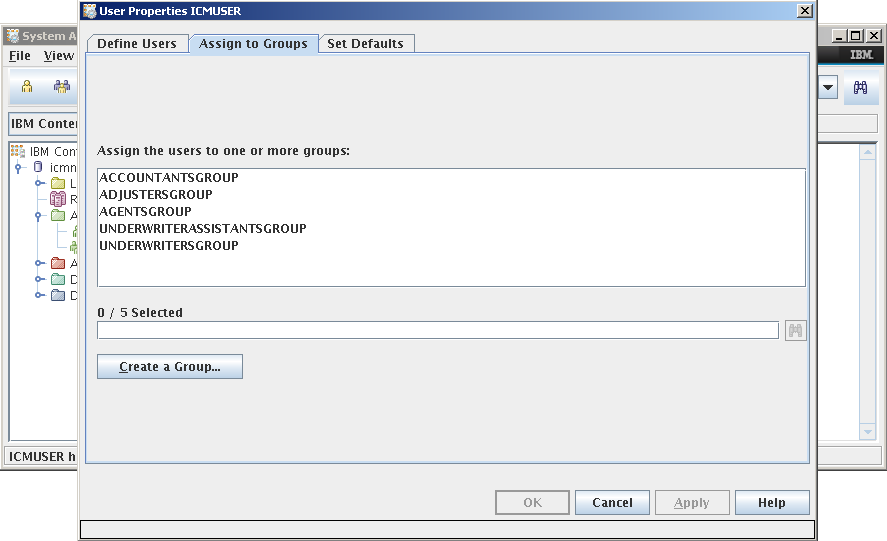 User Properties ICMUSER
System A
File View
IBM.
Define Users Assign to Groups Set Defaults
IBM Conter
IBM Cont
icmn
L
R
A
A
D
D
Assign the users to one or more groups:
ACCOUNTANTSGROUP
ADJUSTERSGROUP
AGENTSGROUP
UNDERWRITERASSISTANTSGROUP
UNDERWRITERSGROUP
0 / 5 Selected
Create a Group...
ICMUSER h
OK Cancel Apply Help